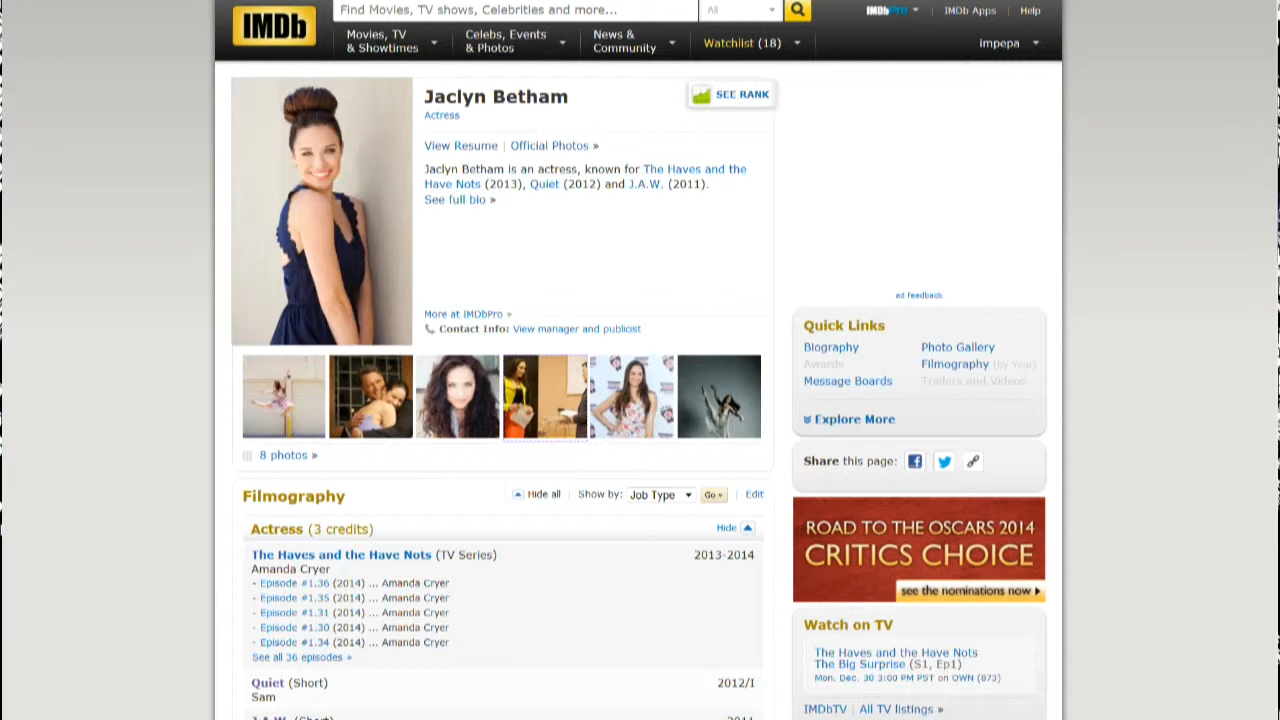 IMDb
Find Movies, TV shows, Celebrities and more...
All
IMDbPro
IMDb Apps
Help
Movies, TV
& Showtimes
Celebs, Events
& Photos
News &
Community
Watchlist (18)
impepa
Jaclyn Betham
SEE RANK
Actress
View Resume | Official Photos »
Jaclyn Betham is an actress, known for The Haves and the
Have Nots (2013), Quiet (2012) and J.A.W. (2011).
See full bio »
More at IMDbPro »
Contact Info: View manager and publicist
8 photos »
ad feedback
Quick Links
Biography
Photo Gallery
Awards
Filmography (by Year)
Message Boards
Trailers and Videos
Explore More
Share this page:
ROAD TO THE OSCARS 2014
CRITICS CHOICE
see the nominations now
Filmography
Hide all | Show by: Job Type Go » | Edit
Actress (3 credits)
Hide
The Haves and the Have Nots (TV Series)
2013-2014
Amanda Cryer
- Episode #1.36 (2014) ... Amanda Cryer
- Episode #1.35 (2014) ... Amanda Cryer
- Episode #1.31 (2014) ... Amanda Cryer
- Episode #1.30 (2014) ... Amanda Cryer
- Episode #1.34 (2014) ... Amanda Cryer
See all 36 episodes »
Quiet (Short)
2012/I
Sam
J.A.W. (Short)
2011
Watch on TV
The Haves and the Have Nots
The Big Surprise (S1, Ep1)
Mon. Dec. 30 3:00 PM PST on OWN (873)
IMDbTV | All TV listings »